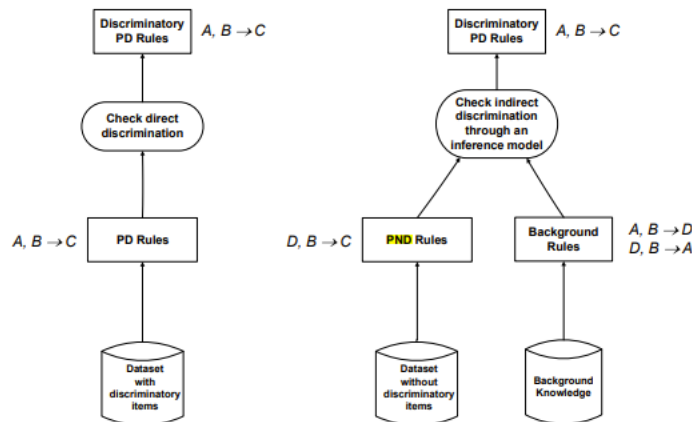 Discriminatory
PD Rules
A, B → C
Check direct
discrimination
A, B → C
PD Rules
Dataset
with
discriminatory
items
Discriminatory
PD Rules
A, B → C
Check indirect
discrimination
through an
inference model
D, B → C
PND Rules
Background
Rules
A, B → D
D, B → A
Dataset
without
discriminatory
items
Background
Knowledge